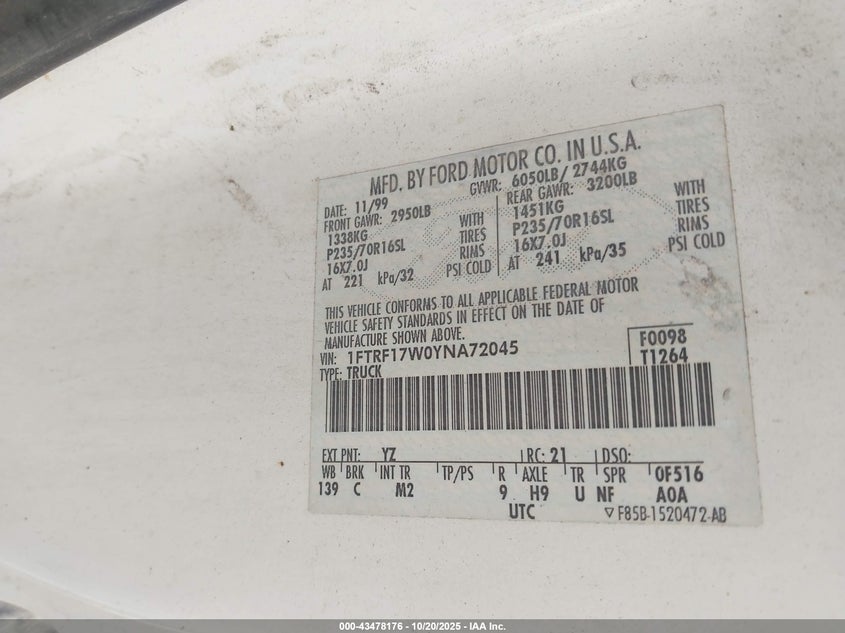 MFD. BY FORD MOTOR CO. IN U.S.A.
DATE: 11/99 GVWR: 6050LB/ 2744KG
FRONT GAWR: 2950LB REAR GAWR: 3200LB
1338KG WITH 1451KG WITH
P235/70R16SL TIRES P235/70R16SL TIRES
16X7.0J RIMS 16X7.0J RIMS
AT 221 kPa/32 PSI COLD AT 241 kPa/35 PSI COLD
THIS VEHICLE CONFORMS TO ALL APPLICABLE FEDERAL MOTOR
VEHICLE SAFETY STANDARDS IN EFFECT ON THE DATE OF
MANUFACTURE SHOWN ABOVE.
VIN: 1FTRF17W0YNA72045 F0098
TYPE: TRUCK T1264
EXT PNT: YZ RC: 21 DSO:
WB BRK INT TR TP/PS R AXLE TR SPR 0F516
139 C M2 9 H9 U NF A0A
UTC ▽ F85B-1520472-AB
000-43478176 - 10/20/2025 - IAA Inc.